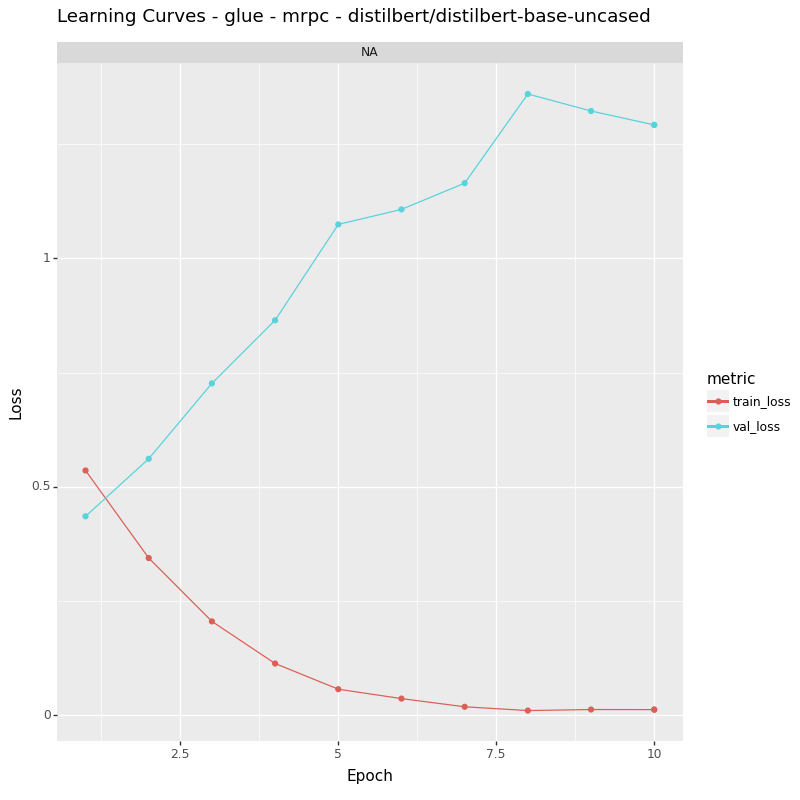 Learning Curves - glue - mrpc - distilbert/distilbert-base-uncased
NA
1
0.5
0
Loss
2.5
5
7.5
10
Epoch
metric
train_loss
val_loss